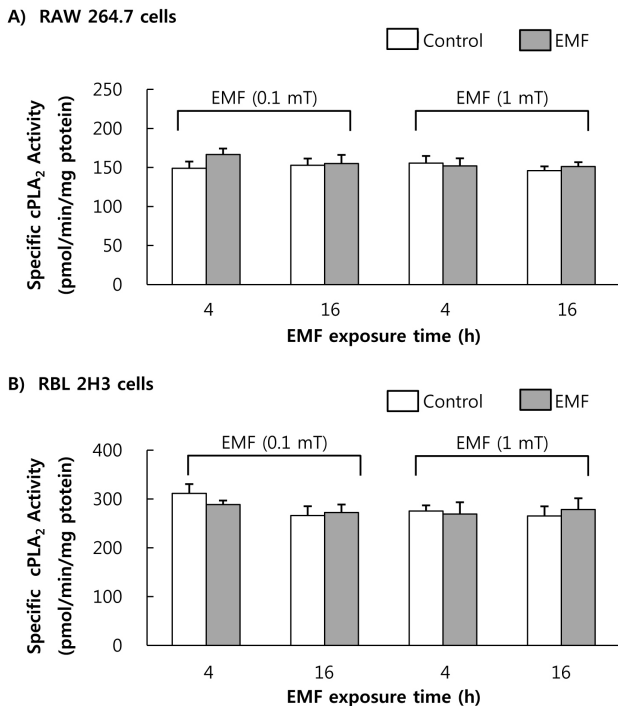 A) RAW 264.7 cells
Control EMF
EMF (0.1 mT) EMF (1 mT)
Specific cPLA₂ Activity
(pmol/min/mg ptotein)
250
200
150
100
50
0
4 16 4 16
EMF exposure time (h)
B) RBL 2H3 cells
Control EMF
EMF (0.1 mT) EMF (1 mT)
Specific cPLA₂ Activity
(pmol/min/mg ptotein)
400
300
200
100
0
4 16 4 16
EMF exposure time (h)